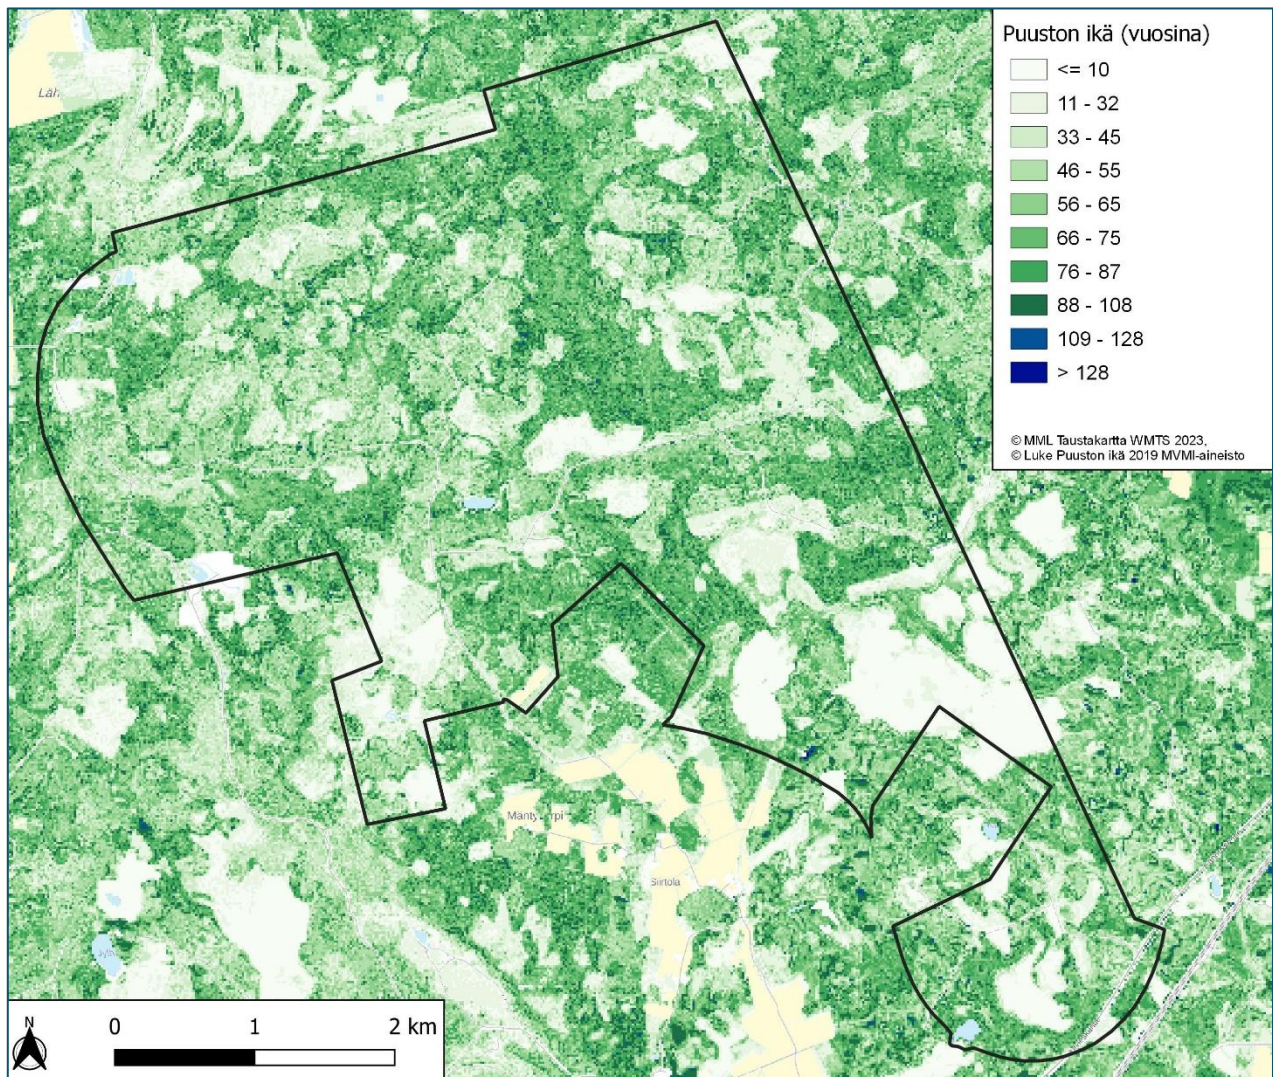 Puuston ikä (vuosina)
<= 10
11 - 32
33 - 45
46 - 55
56 - 65
66 - 75
76 - 87
88 - 108
109 - 128
> 128
© MML Taustakartta WMTS 2023,
© Luke Puuston ikä 2019 MVMI-aineisto
Läh
Siirtola
N
0 1 2 km